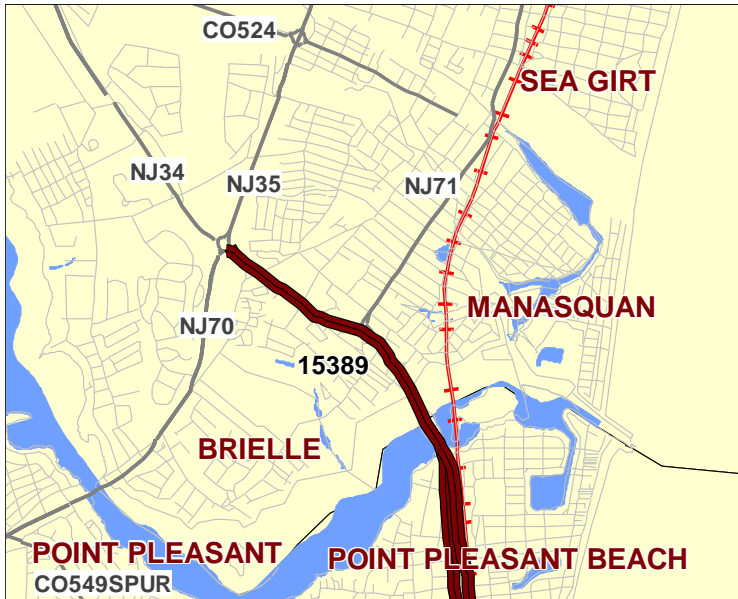 CO524
SEA GIRT
NJ34
NJ35
NJ71
MANASQUAN
NJ70
15389
BRIELLE
POINT PLEASANT
POINT PLEASANT BEACH
CO549SPUR